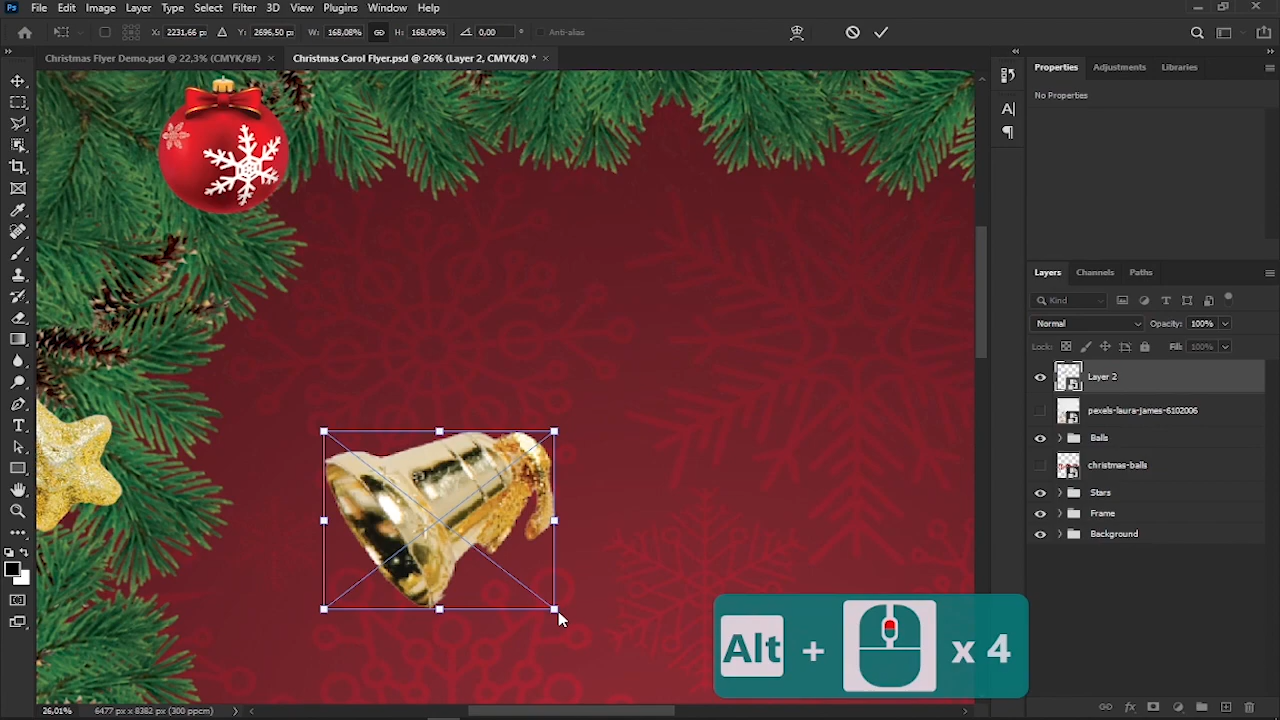 Ps File Edit Image Layer Type Select Filter 3D View Plugins Window Help
X: 2231,66 px Y: 2696,50 px W: 168,08% H: 168,08% 0,00 ° Anti-alias
Christmas Flyer Demo.psd @ 22,3% (CMYK/8#) × Christmas Carol Flyer.psd @ 26% (Layer 2, CMYK/8) * ×
Properties Adjustments Libraries
No Properties
Layers Channels Paths
Kind
Normal Opacity: 100%
Lock: Fill: 100%
Layer 2
pexels-laura-james-6102006
Balls
christmas-balls
Stars
Frame
Background
Alt + x 4
26,01% 6477 px x 8382 px (300 ppcm)